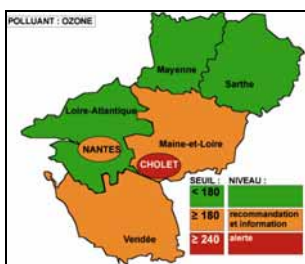 POLLUANT : OZONE
Mayenne
Sarthe
Loire-Atlantique
NANTES
Maine-et-Loire
CHOLET
Vendée
SEUIL : NIVEAU :
< 180
≥ 180 recommandation
et information
≥ 240 alerte